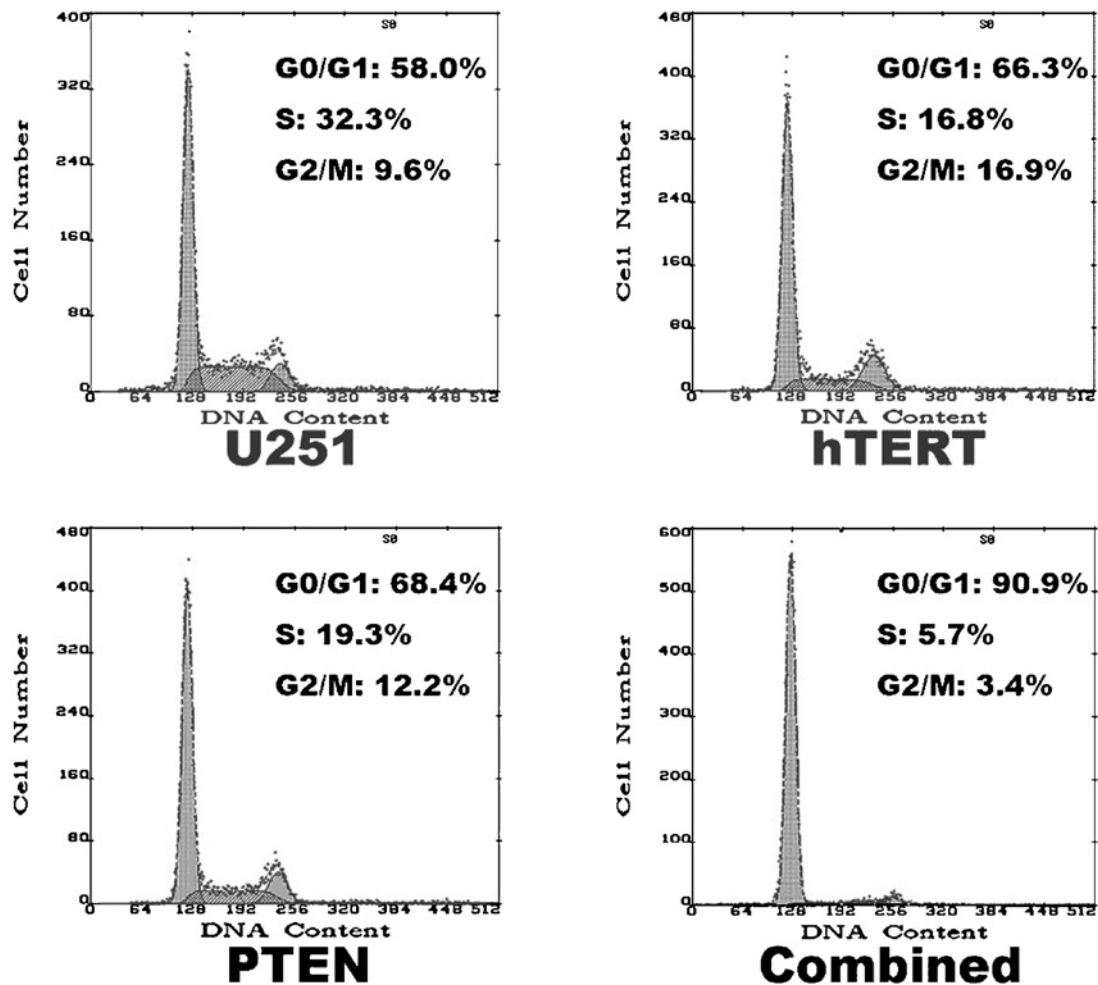 400
320
240
160
80
0
Cell Number
S0
G0/G1: 58.0%
S: 32.3%
G2/M: 9.6%
0 64 128 192 256 320 384 448 512
DNA Content
U251
480
400
320
240
160
80
0
Cell Number
S0
G0/G1: 66.3%
S: 16.8%
G2/M: 16.9%
0 64 128 192 256 320 384 448 512
DNA Content
hTERT
480
400
320
240
160
80
0
Cell Number
S0
G0/G1: 68.4%
S: 19.3%
G2/M: 12.2%
0 64 128 192 256 320 384 448 512
DNA Content
PTEN
600
500
400
300
200
100
0
Cell Number
S0
G0/G1: 90.9%
S: 5.7%
G2/M: 3.4%
0 64 128 192 256 320 384 448 512
DNA Content
Combined